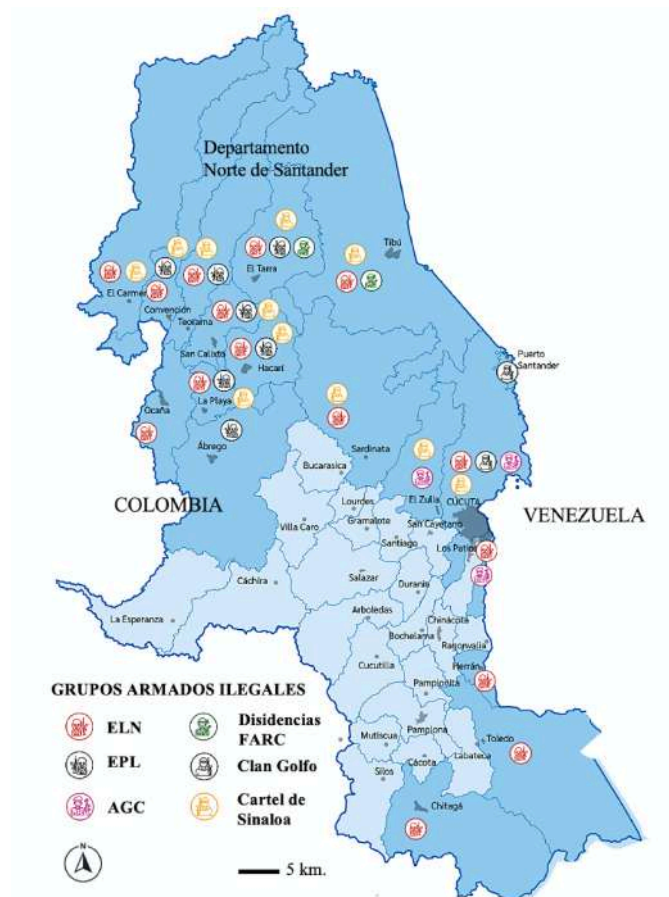 Departamento
Norte de Santander
Tibú
El Tarra
El Carmen
Convención
Teorama
San Calixto
Hacarí
Puerto
Santander
La Playa
Ocaña
Ábrego
Sardinata
Bucarasica
El Zulia
CÚCUTA
COLOMBIA
VENEZUELA
Lourdes
Villa Caro
Gramalote
San Cayetano
Santiago
Los Patios
Cáchira
Salazar
Durania
La Esperanza
Arboledas
Chinácota
Bochalema
Ragonvalia
Cucutilla
Herrán
Pamplonita
GRUPOS ARMADOS ILEGALES
ELN
Disidencias
FARC
EPL
Clan Golfo
AGC
Cartel de
Sinaloa
Pamplona
Mutiscua
Toledo
Labateca
Cácota
Silos
Chitagá
N
5 km.